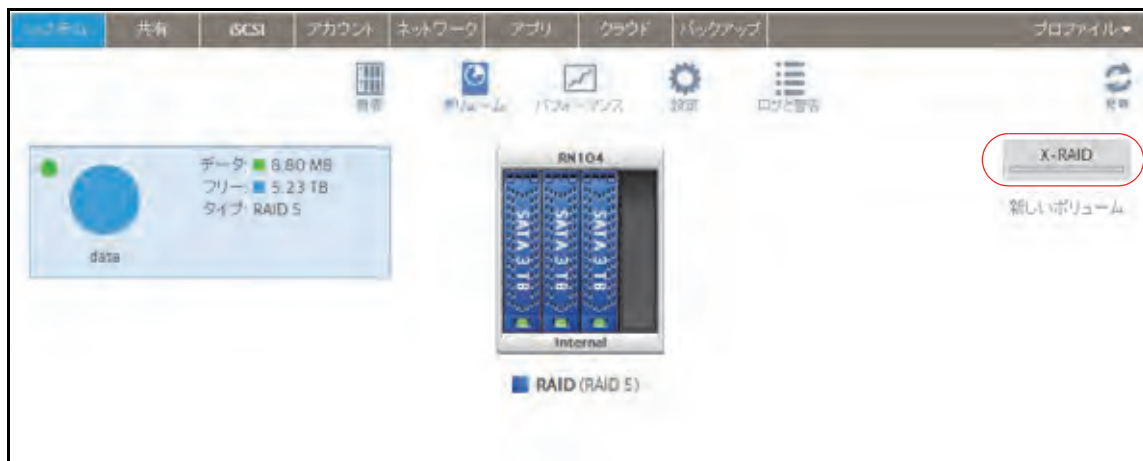 システム 共有 iSCSI アカウント ネットワーク アプリ クラウド バックアップ プロファイル
概要 ボリューム パフォーマンス 設定 ログと警告 更新
データ: 8.80 MB
フリー: 5.23 TB
タイプ: RAID 5
data
RN104
SATA 3 TB
SATA 3 TB
SATA 3 TB
Internal
RAID (RAID 5)
X-RAID
新しいボリューム